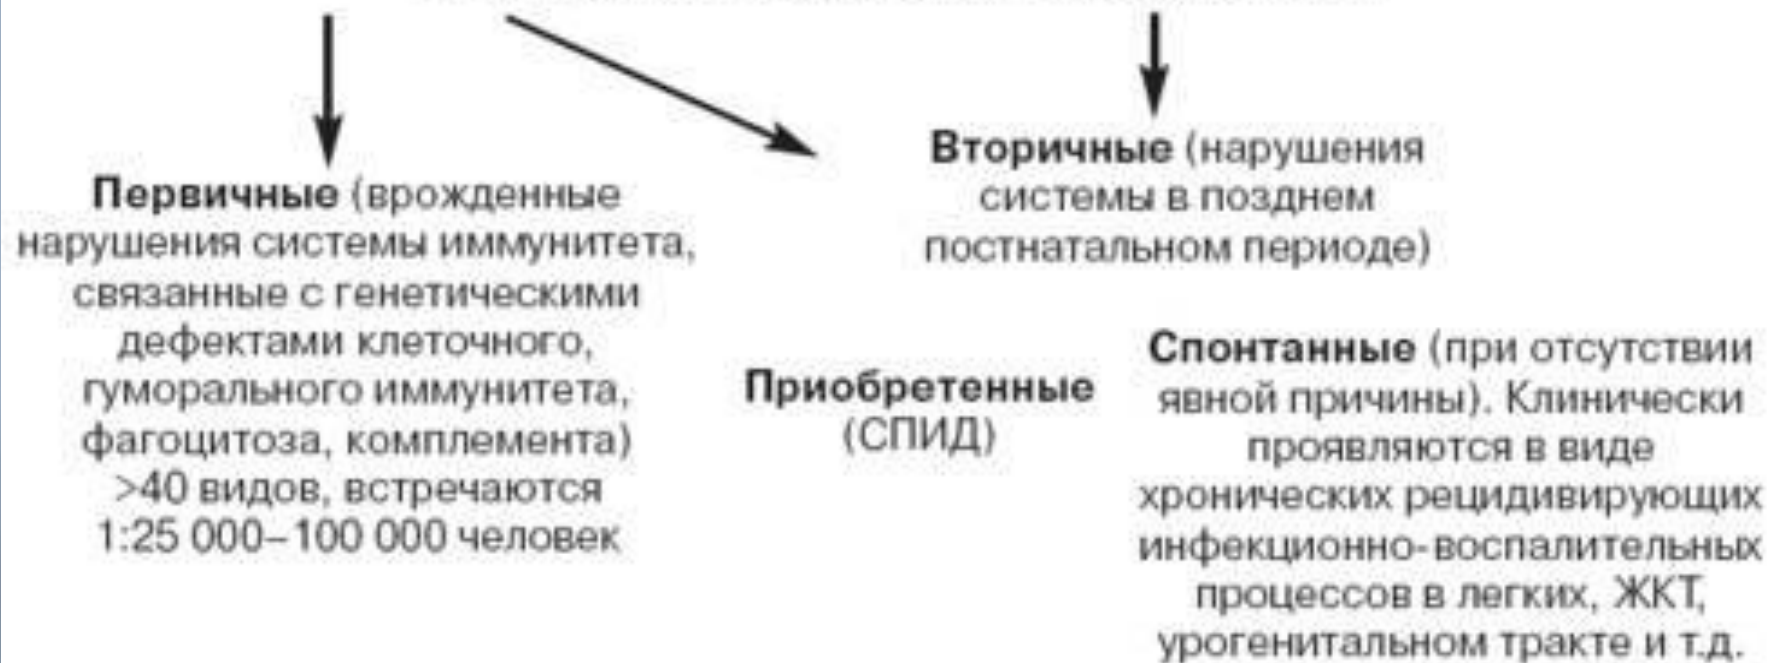 Первичные (врожденные
нарушения системы иммунитета,
связанные с генетическими
дефектами клеточного,
гуморального иммунитета,
фагоцитоза, комплемента)
>40 видов, встречаются
1:25 000–100 000 человек
Вторичные (нарушения
системы в позднем
постнатальном периоде)
Приобретенные
(СПИД)
Спонтанные (при отсутствии
явной причины). Клинически
проявляются в виде
хронических рецидивирующих
инфекционно-воспалительных
процессов в легких, ЖКТ,
урогенитальном тракте и т.д.